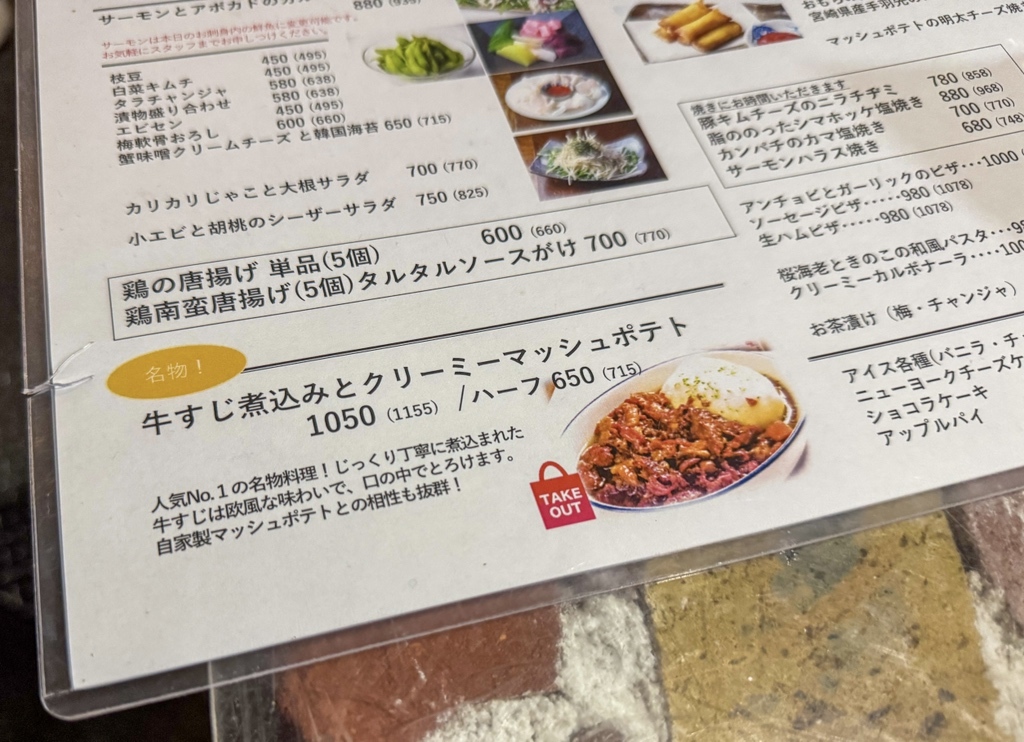 サーモンとアボカドの
880
サーモンは本日のお刺身内の鮮魚に変更可能です。
お気軽にスタッフまでお申しつけください。
枝豆 450 (495)
白菜キムチ 450 (495)
タラチャンジャ 580 (638)
漬物盛り合わせ 580 (638)
エビセン 450 (495)
梅軟骨おろし 600 (660)
蟹味噌クリームチーズ と韓国海苔 650 (715)
カリカリじゃこと大根サラダ 700 (770)
小エビと胡桃のシーザーサラダ 750 (825)
鶏の唐揚げ 単品(5個) 600 (660)
鶏南蛮唐揚げ(5個)タルタルソースがけ 700 (770)
名物！
牛すじ煮込みとクリーミーマッシュポテト
1050 (1155) /ハーフ 650 (715)
人気No.１の名物料理！じっくり丁寧に煮込まれた
牛すじは欧風な味わいで、口の中でとろけます。
自家製マッシュポテトとの相性も抜群！
TAKE
OUT
宮崎県産手羽先の
マッシュポテトの明太チーズ焼
焼きにお時間いただきます
豚キムチーズのニラチヂミ 780 (858)
脂ののったシマホッケ塩焼き 880 (968)
カンパチのカマ塩焼き 700 (770)
サーモンハラス焼き 680 (748)
アンチョビとガーリックのピザ・・・1000
ソーセージピザ・・・・・980 (1078)
生ハムピザ・・・・・980 (1078)
桜海老ときのこの和風パスタ・・・
クリーミーカルボナーラ・・・・
お茶漬け（梅・チャンジャ）
アイス各種(バニラ・チ
ニューヨークチーズケ
ショコラケーキ
アップルパイ